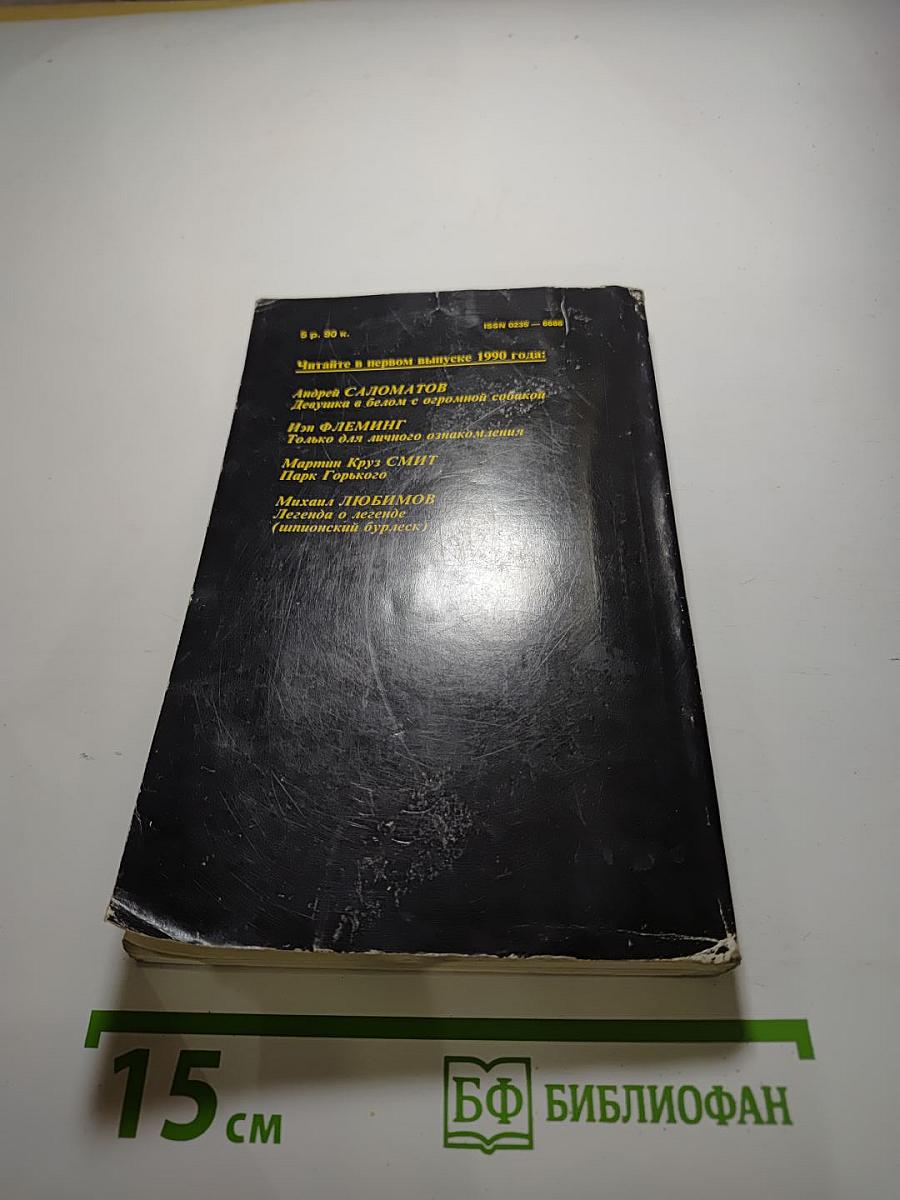 5 р. 90 к.
ISSN 0235 — 6686
Читайте в первом выпуске 1990 года:
Андрей САЛОМАТОВ
Девушка в белом с огромной собакой
Иэн ФЛЕМИНГ
Только для личного ознакомления
Мартин Круз СМИТ
Парк Горького
Михаил ЛЮБИМОВ
Легенда о легенде
(шпионский бурлеск)
15 см
БФ БИБЛИОФАН